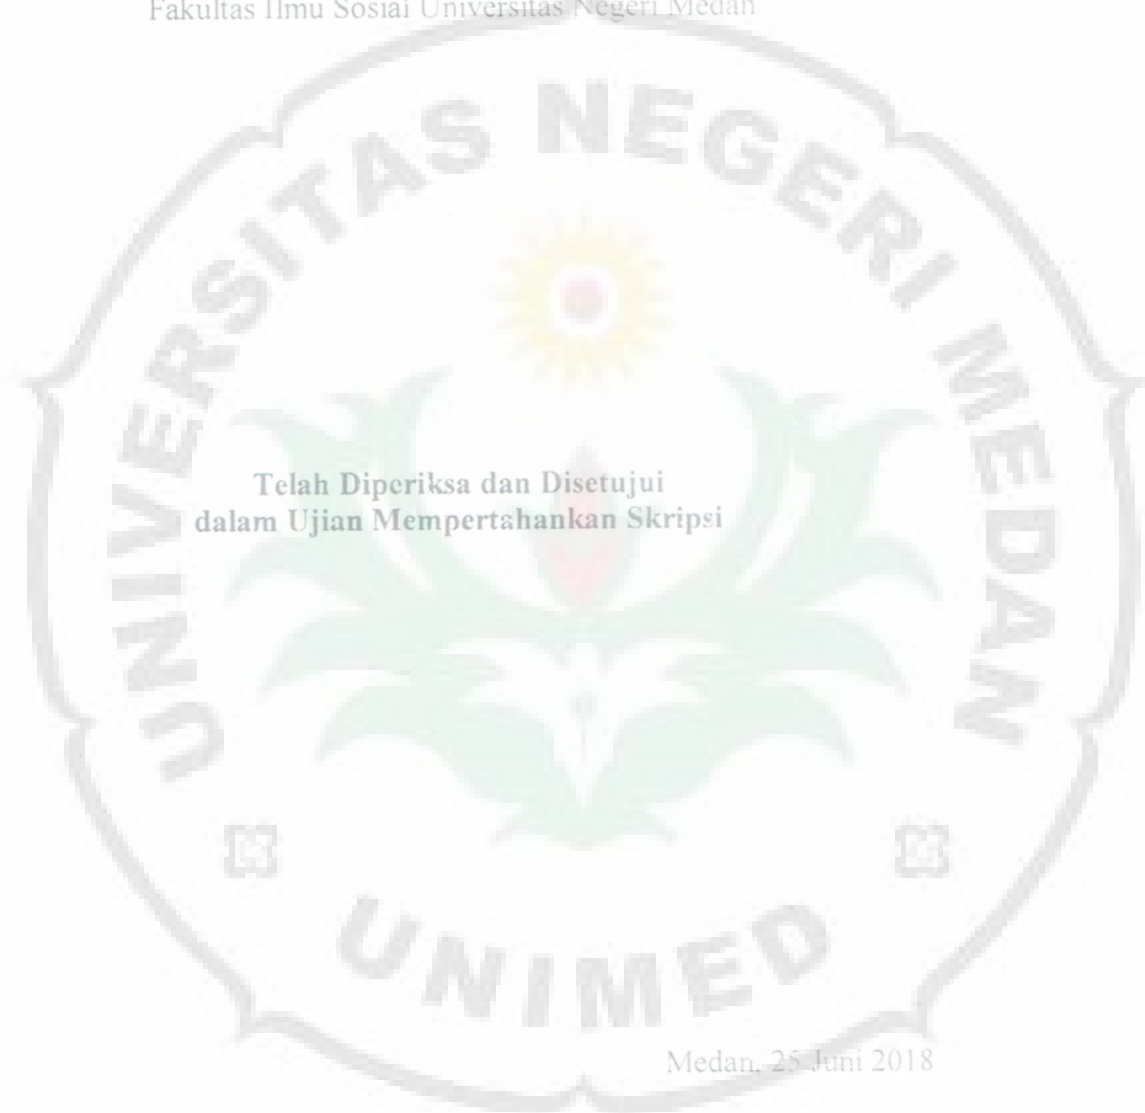 Fakultas Ilmu Sosial Universitas Negeri Medan
UNIVERSITAS NEGERI MEDAN
Telah Diperiksa dan Disetujui
dalam Ujian Mempertahankan Skripsi
UNIMED
Medan, 25 Juni 2018